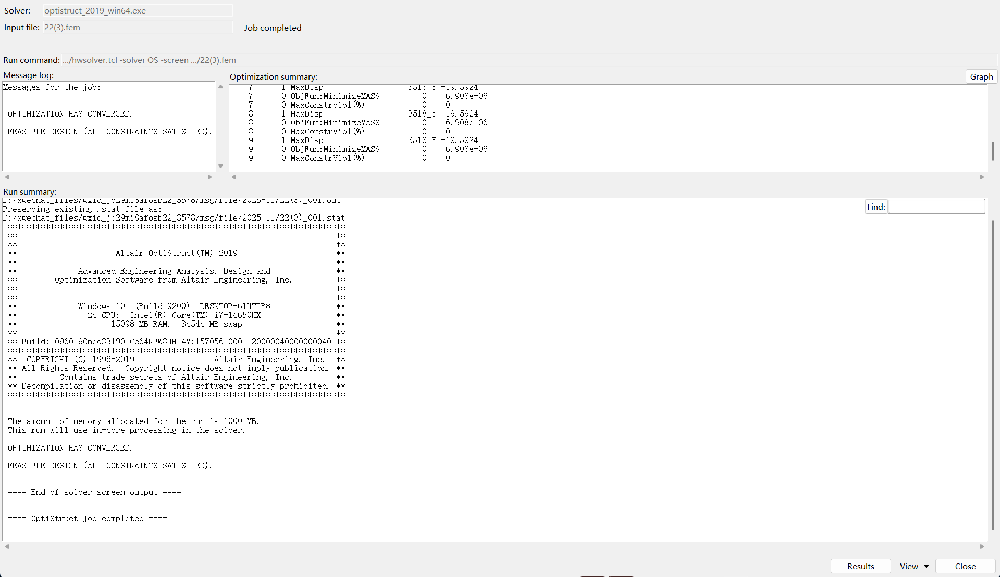 Solver: optistruct_2019_win64.exe
Input file: 22(3).fem Job completed
Run command: .../hwsolver.tcl -solver OS -screen .../22(3).fem
Message log:
Messages for the job:
OPTIMIZATION HAS CONVERGED.
FEASIBLE DESIGN (ALL CONSTRAINTS SATISFIED).
Optimization summary:
Graph
7 1 MaxDisp 3518_Y -19.5924
7 0 ObjFun:MinimizeMASS 0 6.908e-06
7 0 MaxConstrViol(%) 0 0
8 1 MaxDisp 3518_Y -19.5924
8 0 ObjFun:MinimizeMASS 0 6.908e-06
8 0 MaxConstrViol(%) 0 0
9 1 MaxDisp 3518_Y -19.5924
9 0 ObjFun:MinimizeMASS 0 6.908e-06
9 0 MaxConstrViol(%) 0 0
Run summary:
Find:
D:/xwechat_files/wxid_jo29mi8afosb22_3578/msg/file/2025-11/22(3)_001.out
Preserving existing .stat file as:
D:/xwechat_files/wxid_jo29mi8afosb22_3578/msg/file/2025-11/22(3)_001.stat
************************************************************************
** **
** **
** Altair OptiStruct(TM) 2019 **
** **
** Advanced Engineering Analysis, Design and **
** Optimization Software from Altair Engineering, Inc. **
** **
** **
** Windows 10 (Build 9200) DESKTOP-61HTPB8 **
** 24 CPU: Intel(R) Core(TM) i7-14650HX **
** 15098 MB RAM, 34544 MB swap **
** **
** Build: 0960190med33190_Ce64RBW8UH14M:157056-000 20000040000000040 **
************************************************************************
** COPYRIGHT (C) 1996-2019 Altair Engineering, Inc. **
** All Rights Reserved. Copyright notice does not imply publication. **
** Contains trade secrets of Altair Engineering, Inc. **
** Decompilation or disassembly of this software strictly prohibited. **
************************************************************************
The amount of memory allocated for the run is 1000 MB.
This run will use in-core processing in the solver.
OPTIMIZATION HAS CONVERGED.
FEASIBLE DESIGN (ALL CONSTRAINTS SATISFIED).
==== End of solver screen output ====
==== OptiStruct Job completed ====
Results View Close